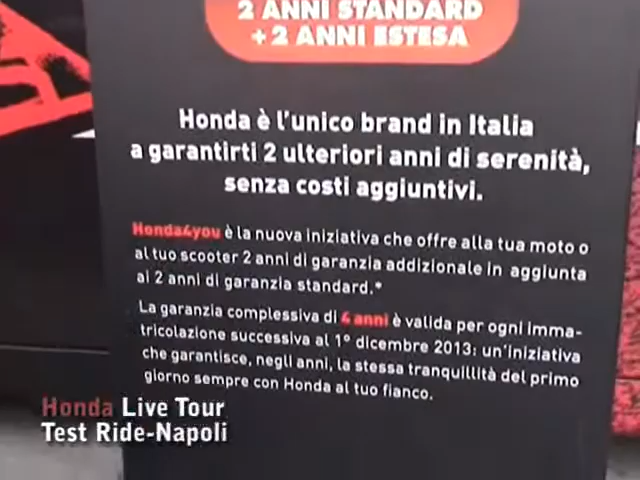 2 ANNI STANDARD
+ 2 ANNI ESTESA
Honda è l'unico brand in Italia
a garantirti 2 ulteriori anni di serenità,
senza costi aggiuntivi.
Honda4you è la nuova iniziativa che offre alla tua moto o
al tuo scooter 2 anni di garanzia addizionale in aggiunta
ai 2 anni di garanzia standard.*
La garanzia complessiva di 4 anni è valida per ogni imma-
tricolazione successiva al 1° dicembre 2013: un'iniziativa
che garantisce, negli anni, la stessa tranquillità del primo
giorno sempre con Honda al tuo fianco.
Honda Live Tour
Test Ride-Napoli